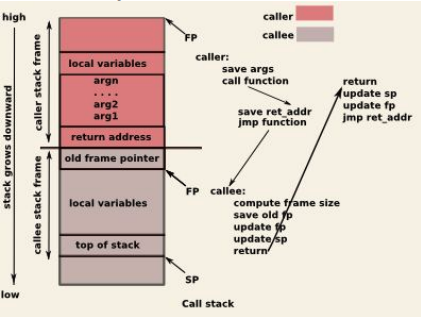 high
caller
callee
FP
local variables
argn
. . . .
arg2
arg1
return address
old frame pointer
FP
local variables
top of stack
SP
low
stack grows downward
caller stack frame
callee stack frame
caller:
save args
call function
save ret_addr
jmp function
callee:
compute frame size
save old fp
update fp
update sp
return
return
update sp
update fp
jmp ret_addr
Call stack